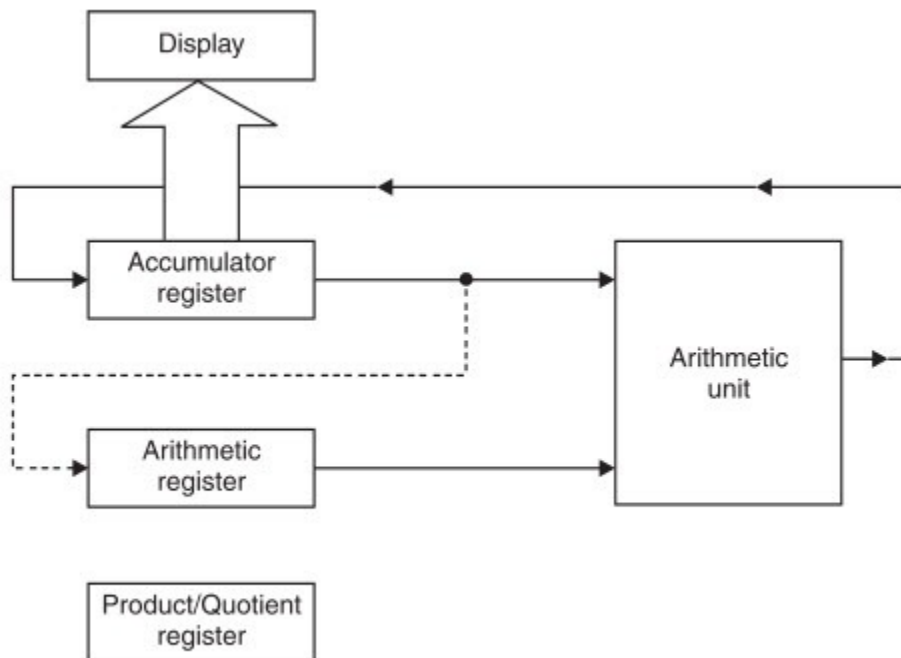 Display
Accumulator
register
Arithmetic
unit
Arithmetic
register
Product/Quotient
register